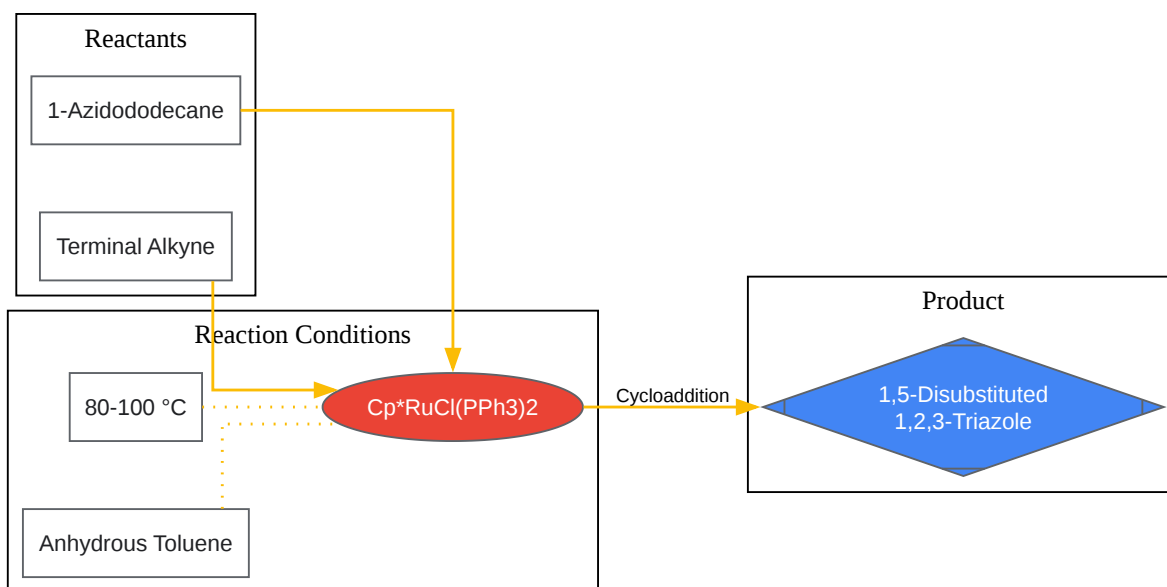 Reactants
1-Azidododecane
Terminal Alkyne
Reaction Conditions
80-100 °C
Cp*RuCl(PPh3)2
Anhydrous Toluene
Cycloaddition
Product
1,5-Disubstituted
1,2,3-Triazole